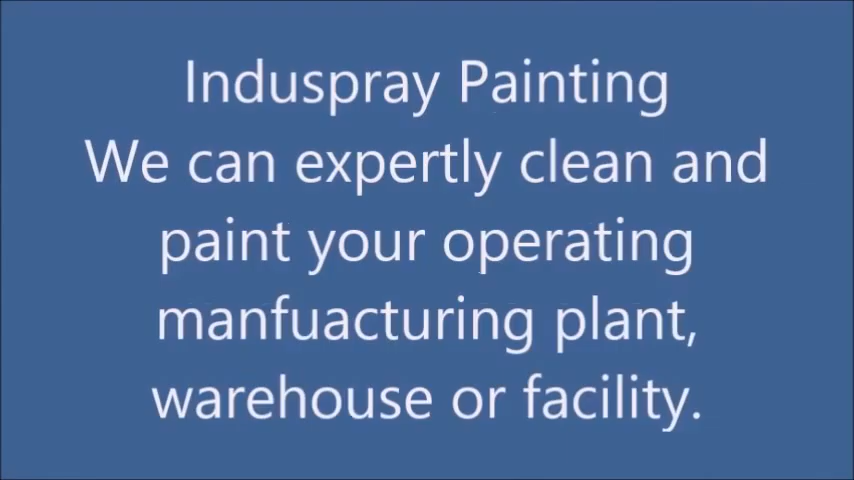 Induspray Painting
We can expertly clean and
paint your operating
manfuacturing plant,
warehouse or facility.